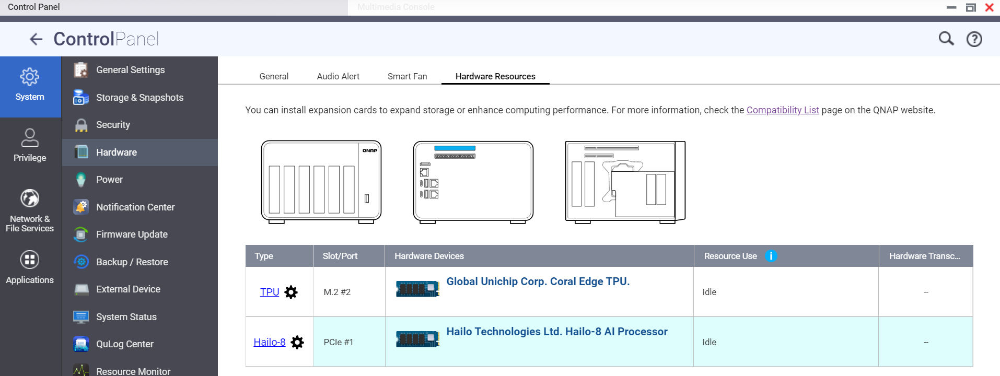 Control Panel
Multimedia Console
ControlPanel
System
Privilege
Network &
File Services
Applications
General Settings
Storage & Snapshots
Security
Hardware
Power
Notification Center
Firmware Update
Backup / Restore
External Device
System Status
QuLog Center
Resource Monitor
General
Audio Alert
Smart Fan
Hardware Resources
You can install expansion cards to expand storage or enhance computing performance. For more information, check the Compatibility List page on the QNAP website.
QNAP
Type
Slot/Port
Hardware Devices
Resource Use
Hardware Transc...
TPU
M.2 #2
Global Unichip Corp. Coral Edge TPU.
Idle
--
Hailo-8
PCIe #1
Hailo Technologies Ltd. Hailo-8 AI Processor
Idle
--